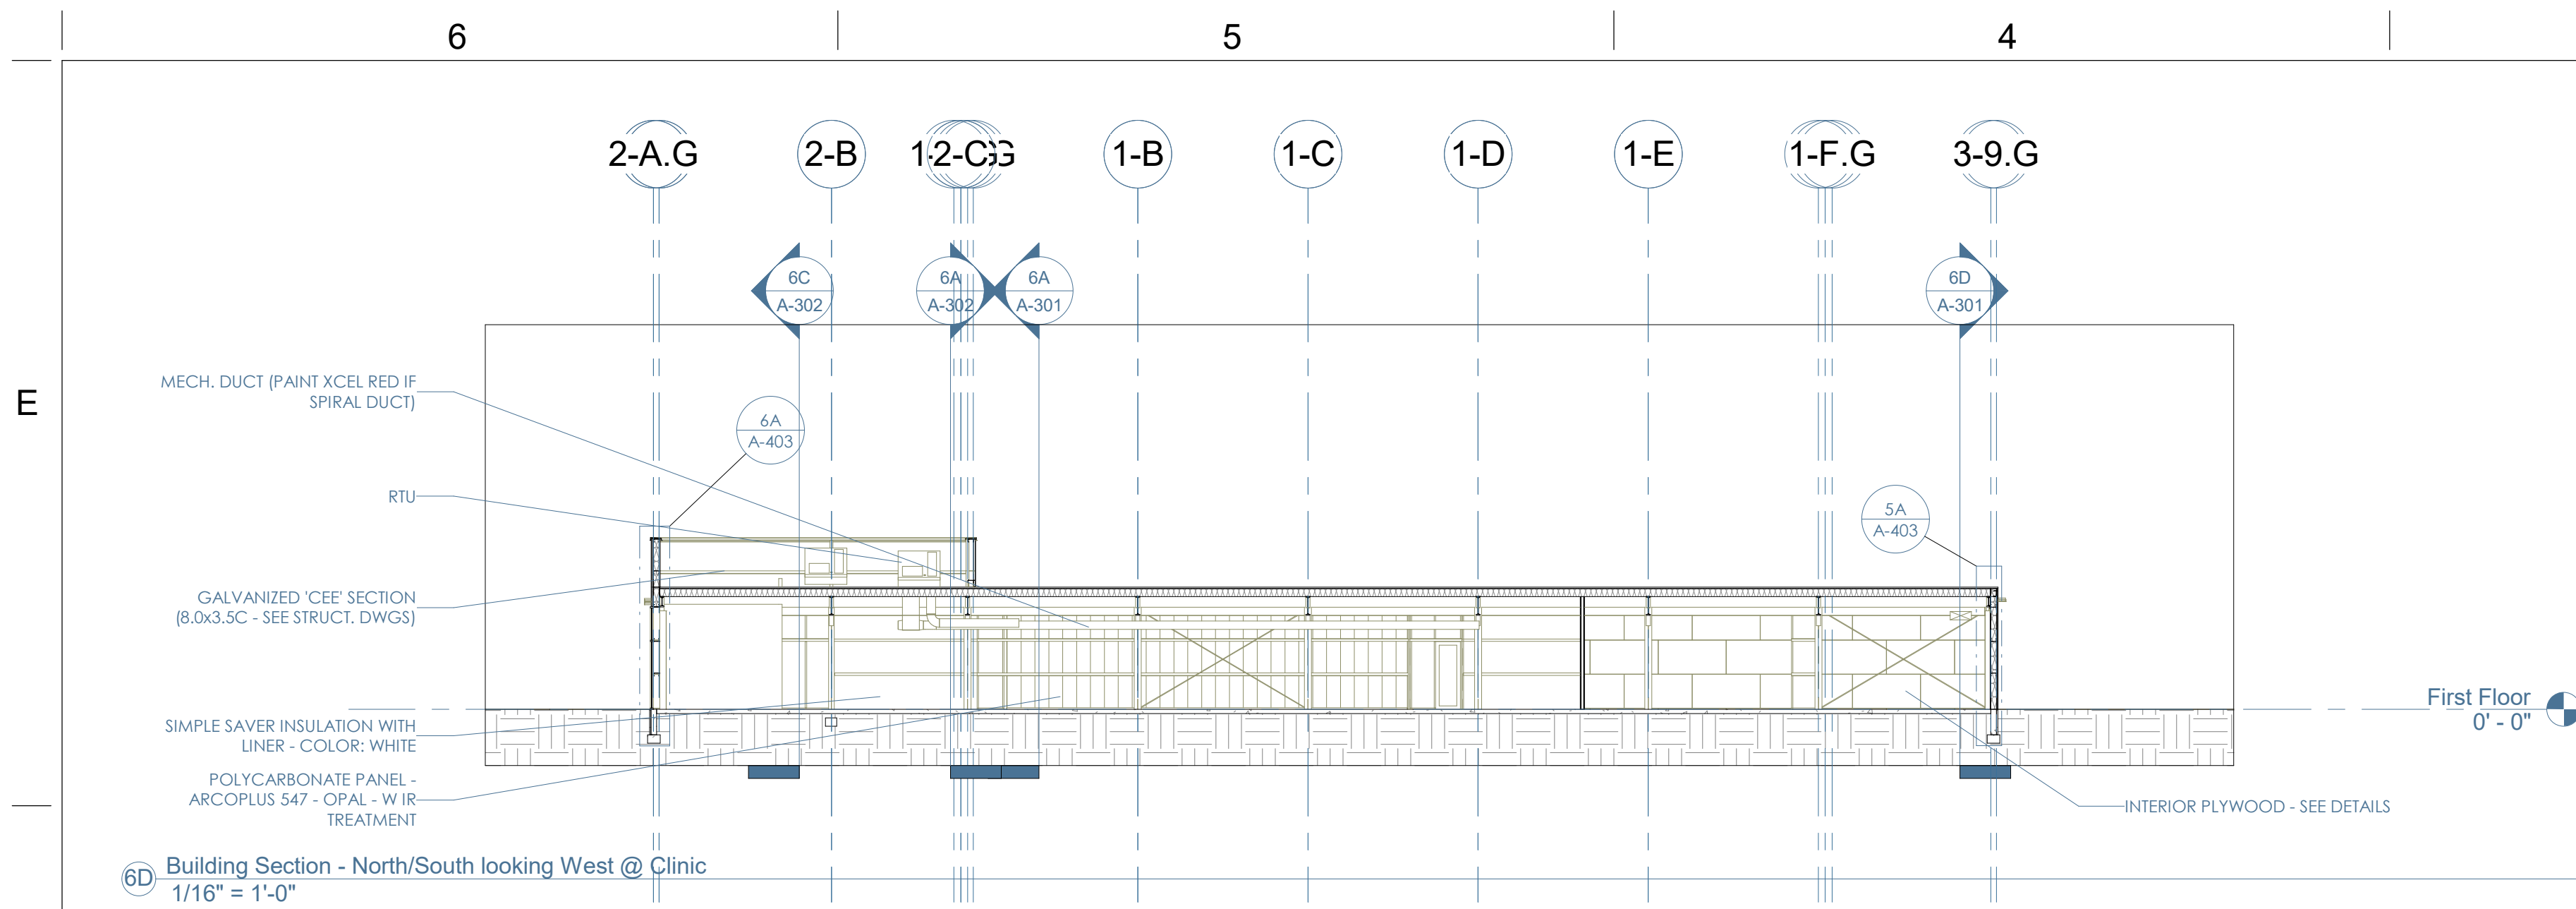 6
5
4
E
2-A.G
2-B
2-C
1-B
1-C
1-D
1-E
1-F.G
3-9.G
6C
A-302
6A
A-302
6A
A-301
6D
A-301
MECH. DUCT (PAINT XCEL RED IF
SPIRAL DUCT)
6A
A-403
RTU
5A
A-403
GALVANIZED 'CEE' SECTION
(8.0x3.5C - SEE STRUCT. DWGS)
First Floor
0' - 0"
SIMPLE SAVER INSULATION WITH
LINER - COLOR: WHITE
POLYCARBONATE PANEL -
ARCOPLUS 547 - OPAL - W IR
TREATMENT
INTERIOR PLYWOOD - SEE DETAILS
6D
Building Section - North/South looking West @ Clinic
1/16" = 1'-0"